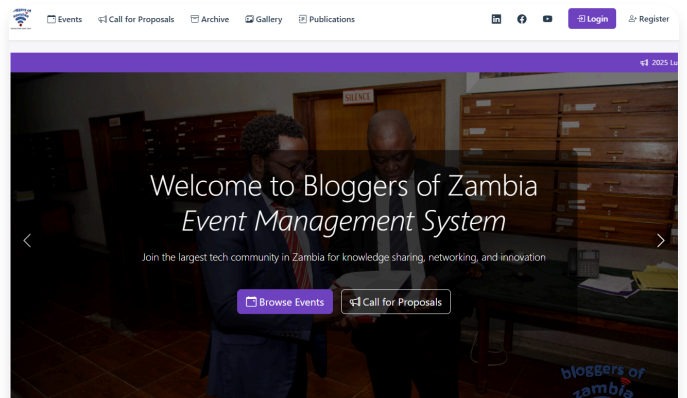 Events
Call for Proposals
Archive
Gallery
Publications
Login
Register
2025 Lu
SILENCE
Welcome to Bloggers of Zambia
Event Management System
Join the largest tech community in Zambia for knowledge sharing, networking, and innovation
Browse Events
Call for Proposals
bloggers of
zambia